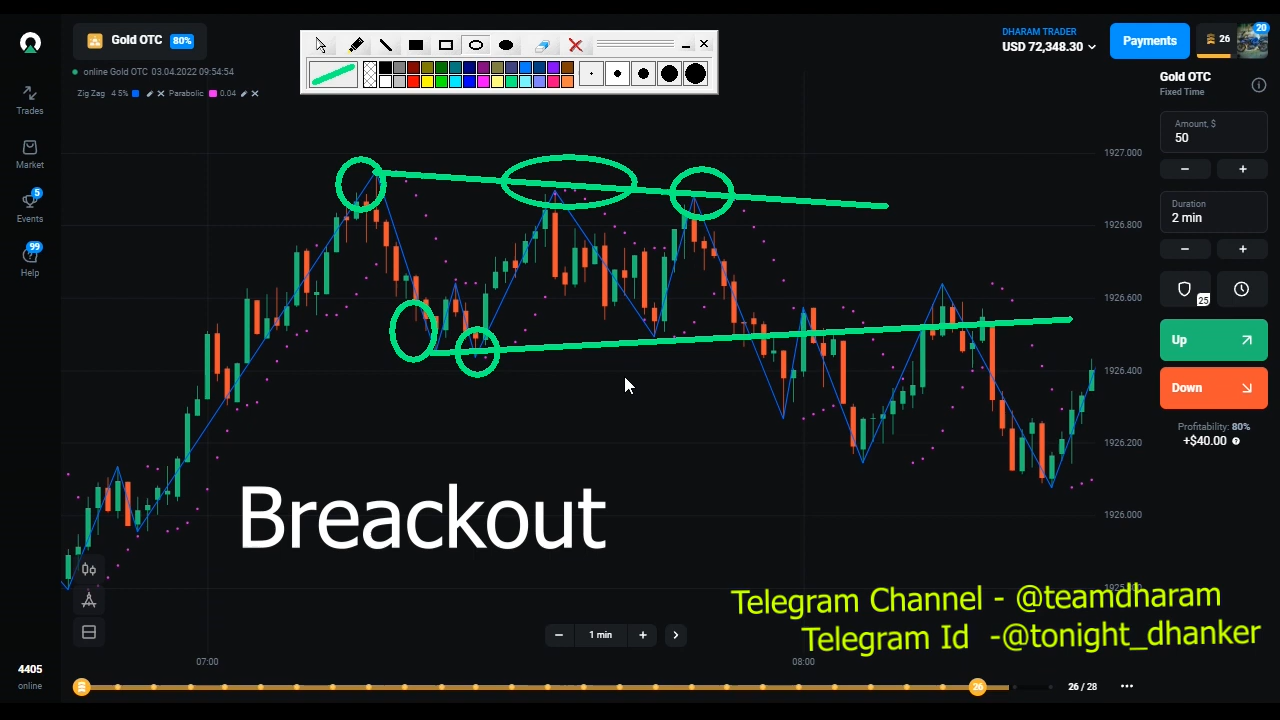 Gold OTC 80%
online Gold OTC 03.04.2022 09:54:54
Zig Zag 4 5% Parabolic 0.04
DHARAM TRADER
USD 72,348.30
Payments
26
20
Trades
Market
5
Events
99
Help
Gold OTC
Fixed Time
Amount, $
50
Duration
2 min
25
Up
Down
Profitability: 80%
+$40.00
1927.000
1926.800
1926.600
1926.400
1926.200
1926.000
Breackout
Telegram Channel - @teamdharam
Telegram Id -@tonight_dhanker
1 min
07:00
08:00
4405
online
26
26 / 28